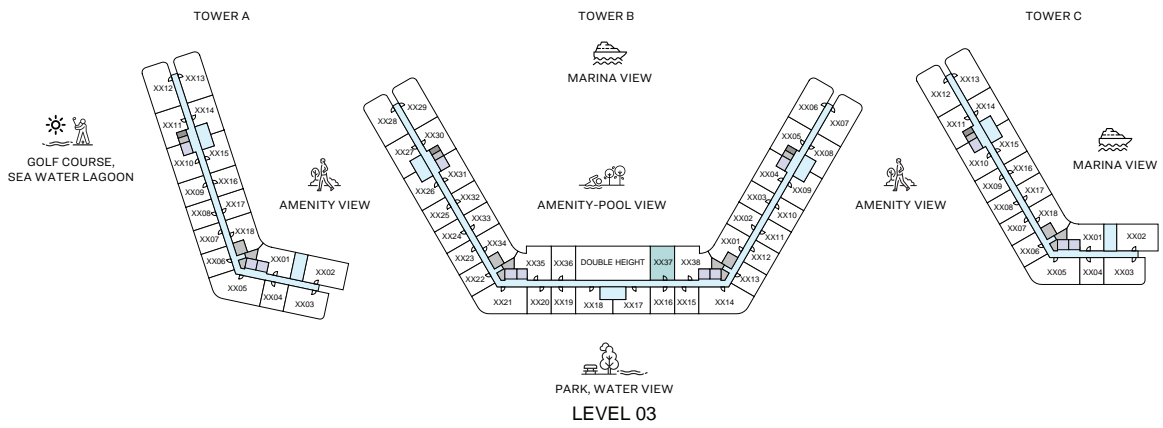 TOWER A
TOWER B
TOWER C
MARINA VIEW
GOLF COURSE,
SEA WATER LAGOON
AMENITY VIEW
AMENITY-POOL VIEW
AMENITY VIEW
MARINA VIEW
XX12
XX13
XX14
XX11
XX15
XX10
XX16
XX09
XX17
XX08
XX18
XX07
XX06
XX01
XX02
XX05
XX04
XX03
XX29
XX28
XX30
XX27
XX31
XX26
XX32
XX25
XX33
XX24
XX34
XX23
XX22
XX35
XX36
DOUBLE HEIGHT
XX37
XX38
XX21
XX20
XX19
XX18
XX17
XX16
XX15
XX14
XX06
XX07
XX05
XX08
XX04
XX09
XX03
XX10
XX02
XX11
XX01
XX12
XX13
XX13
XX12
XX14
XX11
XX15
XX10
XX16
XX09
XX17
XX08
XX18
XX07
XX06
XX01
XX02
XX05
XX04
XX03
PARK, WATER VIEW
LEVEL 03